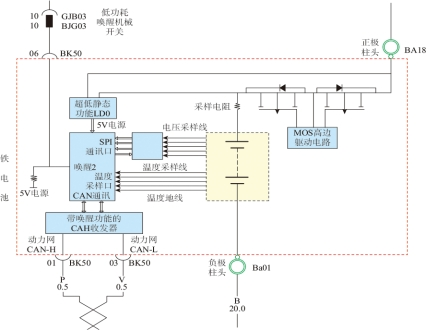 10 GJB03
10 BJG03
低功耗
唤醒机械
开关
06 BK50
正极
柱头
BA18
超低静态
功能LD0
5V电源
采样电阻
MOS高边
驱动电路
SPI
通讯口
电压采样线
唤醒2
温度
采样口
CAN通讯
温度采样线
温度地线
铁
电
池
5V电源
带唤醒功能的
CAH收发器
动力网
CAN-H
动力网
CAN-L
01 BK50
03 BK50
P
0.5
V
0.5
负极
柱头
Ba01
B
20.0